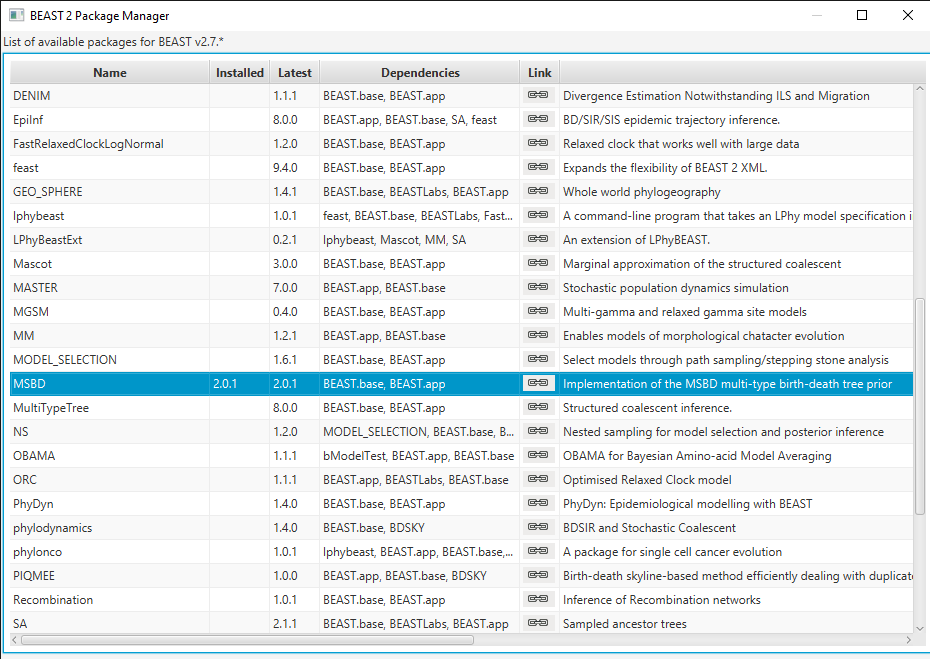 BEAST 2 Package Manager
List of available packages for BEAST v2.7.*
Name Installed Latest Dependencies Link
DENIM 1.1.1 BEAST.base, BEAST.app Divergence Estimation Notwithstanding ILS and Migration
EpiInf 8.0.0 BEAST.app, BEAST.base, SA, feast BD/SIR/SIS epidemic trajectory inference.
FastRelaxedClockLogNormal 1.2.0 BEAST.base, BEAST.app Relaxed clock that works well with large data
feast 9.4.0 BEAST.base, BEAST.app Expands the flexibility of BEAST 2 XML.
GEO_SPHERE 1.4.1 BEAST.base, BEASTLabs, BEAST.app Whole world phylogeography
lphybeast 1.0.1 feast, BEAST.base, BEASTLabs, Fast... A command-line program that takes an LPhy model specification i
LPhyBeastExt 0.2.1 lphybeast, Mascot, MM, SA An extension of LPhyBEAST.
Mascot 3.0.0 BEAST.base, BEAST.app Marginal approximation of the structured coalescent
MASTER 7.0.0 BEAST.app, BEAST.base Stochastic population dynamics simulation
MGSM 0.4.0 BEAST.base, BEAST.app Multi-gamma and relaxed gamma site models
MM 1.2.1 BEAST.app, BEAST.base Enables models of morphological chatacter evolution
MODEL_SELECTION 1.6.1 BEAST.base, BEAST.app Select models through path sampling/stepping stone analysis
MSBD 2.0.1 2.0.1 BEAST.base, BEAST.app Implementation of the MSBD multi-type birth-death tree prior
MultiTypeTree 8.0.0 BEAST.base, BEAST.app Structured coalescent inference.
NS 1.2.0 MODEL_SELECTION, BEAST.base, B... Nested sampling for model selection and posterior inference
OBAMA 1.1.1 bModelTest, BEAST.app, BEAST.base OBAMA for Bayesian Amino-acid Model Averaging
ORC 1.1.1 BEAST.app, BEASTLabs, BEAST.base Optimised Relaxed Clock model
PhyDyn 1.4.0 BEAST.base, BEAST.app PhyDyn: Epidemiological modelling with BEAST
phylodynamics 1.4.0 BEAST.base, BDSKY BDSIR and Stochastic Coalescent
phylonco 1.0.1 lphybeast, BEAST.app, BEAST.base,... A package for single cell cancer evolution
PIQMEE 1.0.0 BEAST.app, BEAST.base, BDSKY Birth-death skyline-based method efficiently dealing with duplicat
Recombination 1.0.1 BEAST.base, BEAST.app Inference of Recombination networks
SA 2.1.1 BEAST.base, BEASTLabs, BEAST.app Sampled ancestor trees